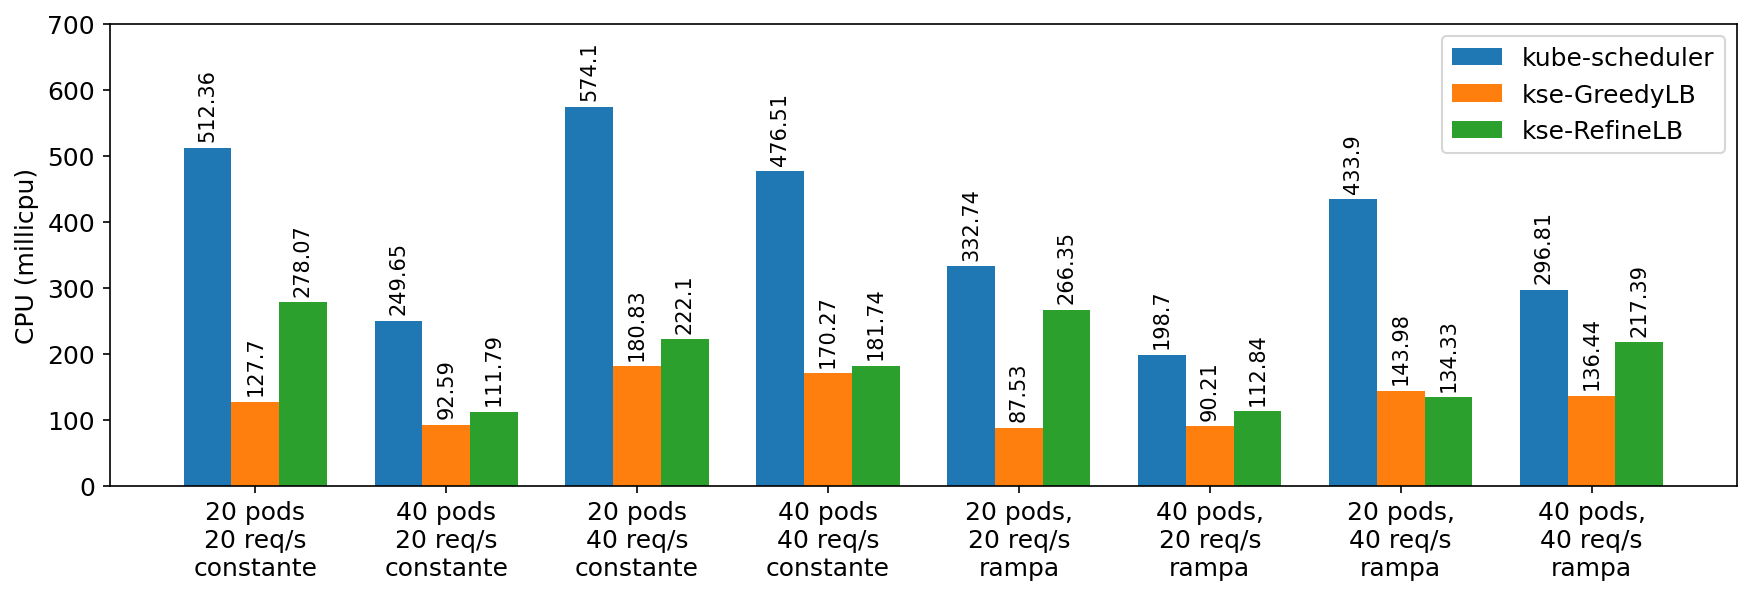 CPU (millicpu)
700
600
500
400
300
200
100
0
kube-scheduler
kse-GreedyLB
kse-RefineLB
512.36
127.7
278.07
249.65
92.59
111.79
574.1
180.83
222.1
476.51
170.27
181.74
332.74
87.53
266.35
198.7
90.21
112.84
433.9
143.98
134.33
296.81
136.44
217.39
20 pods
20 req/s
constante
40 pods
20 req/s
constante
20 pods
40 req/s
constante
40 pods
40 req/s
constante
20 pods,
20 req/s
rampa
40 pods,
20 req/s
rampa
20 pods,
40 req/s
rampa
40 pods,
40 req/s
rampa